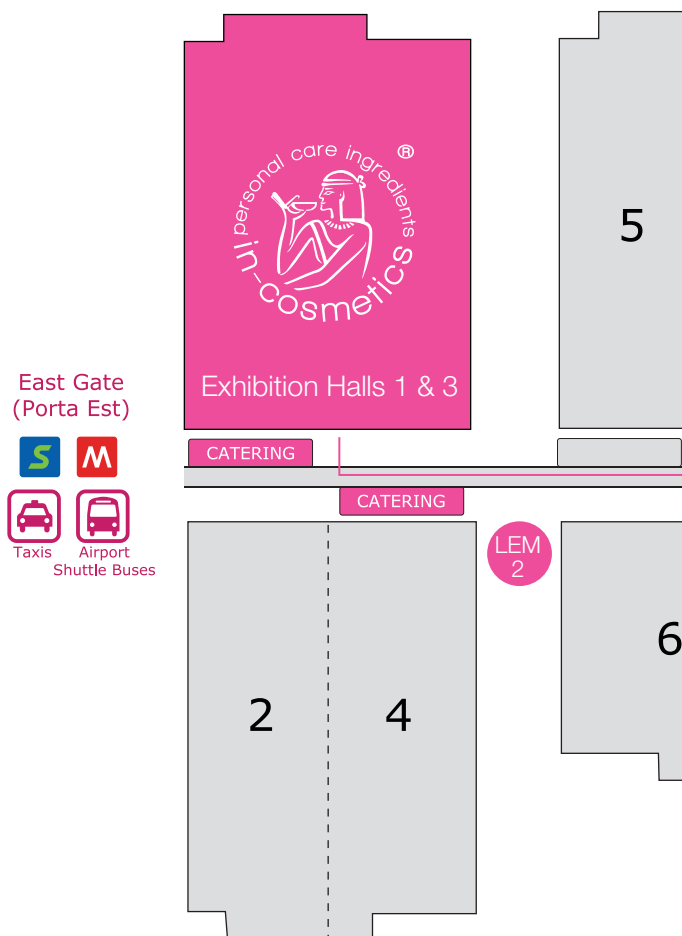 personal care ingredients ®
in-cosmetics
Exhibition Halls 1 & 3
5
East Gate
(Porta Est)
S M
CATERING
CATERING
Taxis
Airport
Shuttle Buses
LEM
2
6
2
4